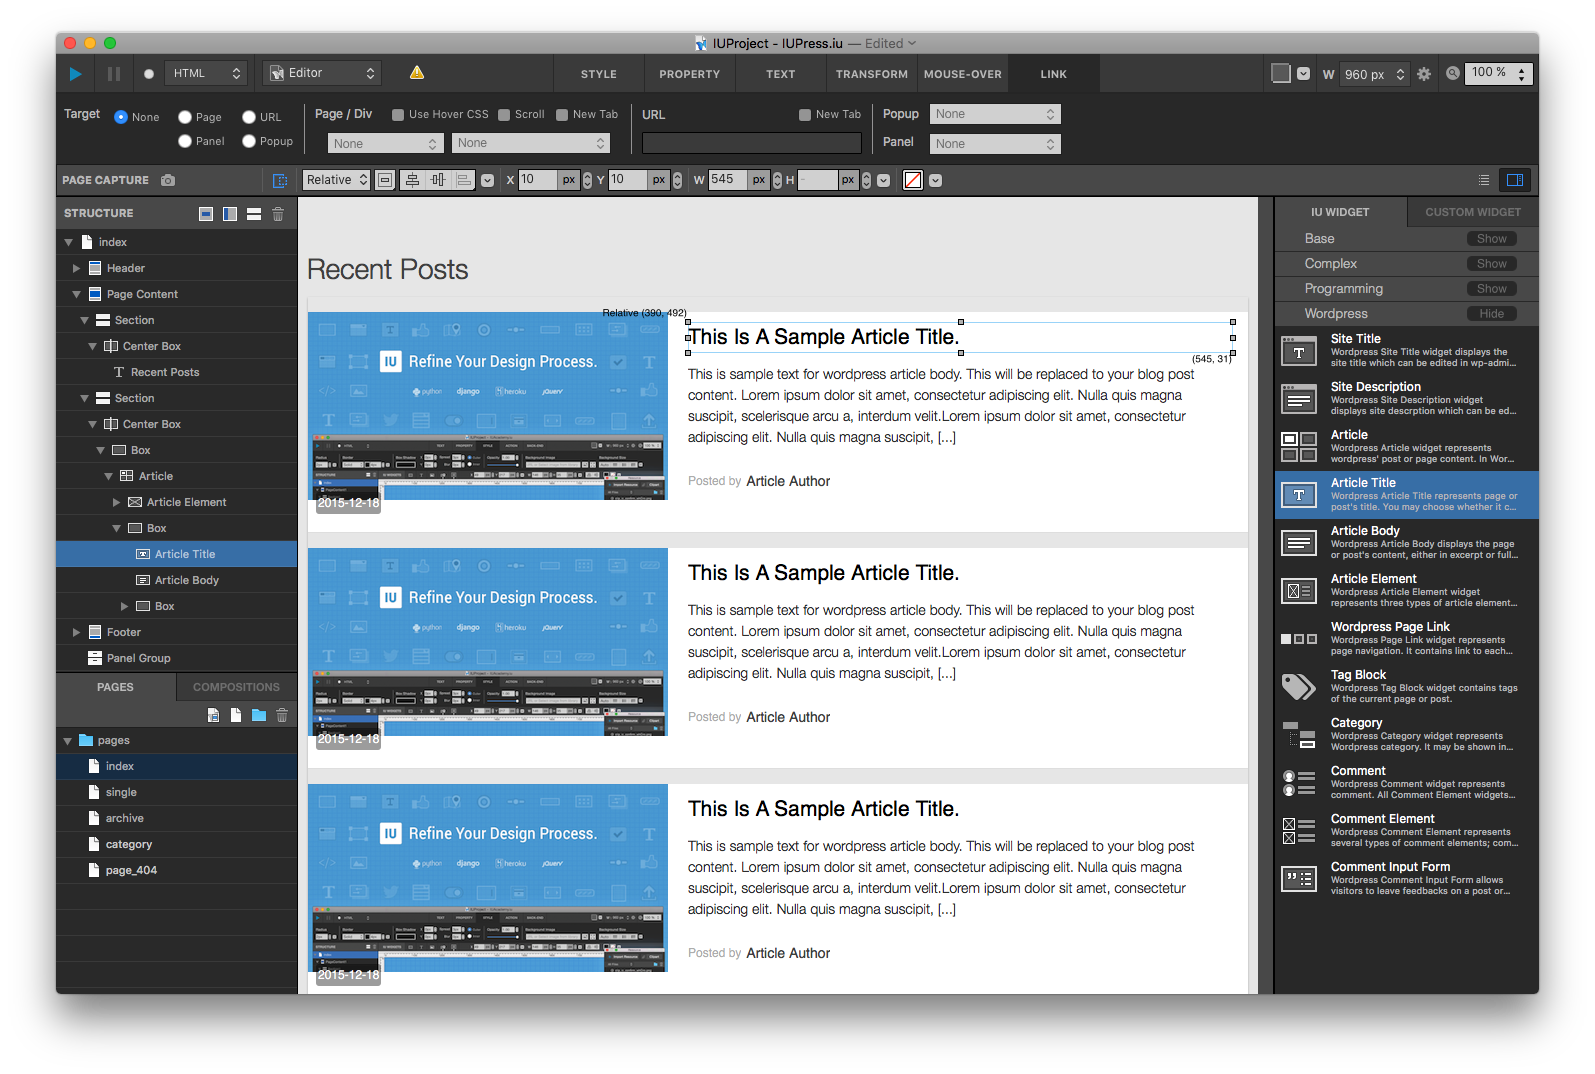 IUProject - IUPress.iu — Edited
HTML
Editor
STYLE
PROPERTY
TEXT
TRANSFORM
MOUSE-OVER
LINK
W 960 px
100 %
Target
None
Page
URL
Panel
Popup
Page / Div
Use Hover CSS
Scroll
New Tab
None
None
URL
New Tab
Popup
None
Panel
None
PAGE CAPTURE
Relative
X 10 px
Y 10 px
W 545 px
H - px
STRUCTURE
index
Header
Page Content
Section
Center Box
Recent Posts
Section
Center Box
Box
Article
Article Element
Box
Article Title
Article Body
Box
Footer
Panel Group
PAGES
COMPOSITIONS
pages
index
single
archive
category
page_404
Recent Posts
Relative (390, 492)
IU Refine Your Design Process.
python django heroku jQuery
2015-12-18
This Is A Sample Article Title.
(545, 31)
This is sample text for wordpress article body. This will be replaced to your blog post
content. Lorem ipsum dolor sit amet, consectetur adipiscing elit. Nulla quis magna
suscipit, scelerisque arcu a, interdum velit.Lorem ipsum dolor sit amet, consectetur
adipiscing elit. Nulla quis magna suscipit, [...]
Posted by Article Author
IU Refine Your Design Process.
python django heroku jQuery
2015-12-18
This Is A Sample Article Title.
This is sample text for wordpress article body. This will be replaced to your blog post
content. Lorem ipsum dolor sit amet, consectetur adipiscing elit. Nulla quis magna
suscipit, scelerisque arcu a, interdum velit.Lorem ipsum dolor sit amet, consectetur
adipiscing elit. Nulla quis magna suscipit, [...]
Posted by Article Author
IU Refine Your Design Process.
python django heroku jQuery
2015-12-18
This Is A Sample Article Title.
This is sample text for wordpress article body. This will be replaced to your blog post
content. Lorem ipsum dolor sit amet, consectetur adipiscing elit. Nulla quis magna
suscipit, scelerisque arcu a, interdum velit.Lorem ipsum dolor sit amet, consectetur
adipiscing elit. Nulla quis magna suscipit, [...]
Posted by Article Author
IU WIDGET
CUSTOM WIDGET
Base Show
Complex Show
Programming Show
Wordpress Hide
Site Title
Wordpress Site Title widget displays the
site title which can be edited in wp-admi...
Site Description
Wordpress Site Description widget
displays site descrption which can be ed...
Article
Wordpress Article widget represents
wordpress' post or page content. In Wor...
Article Title
Wordpress Article Title represents page or
post's title. You may choose whether it c...
Article Body
Wordpress Article Body displays the page
or post's content, either in excerpt or full...
Article Element
Wordpress Article Element widget
represents three types of article element...
Wordpress Page Link
Wordpress Page Link widget represents
page navigation. It contains link to each...
Tag Block
Wordpress Tag Block widget contains tags
of the current page or post.
Category
Wordpress Category widget represents
Wordpress category. It may be shown in...
Comment
Wordpress Comment widget represents
comment. All Comment Element widgets...
Comment Element
Wordpress Comment Element represents
several types of comment elements; com...
Comment Input Form
Wordpress Comment Input Form allows
visitors to leave feedbacks on a post or...